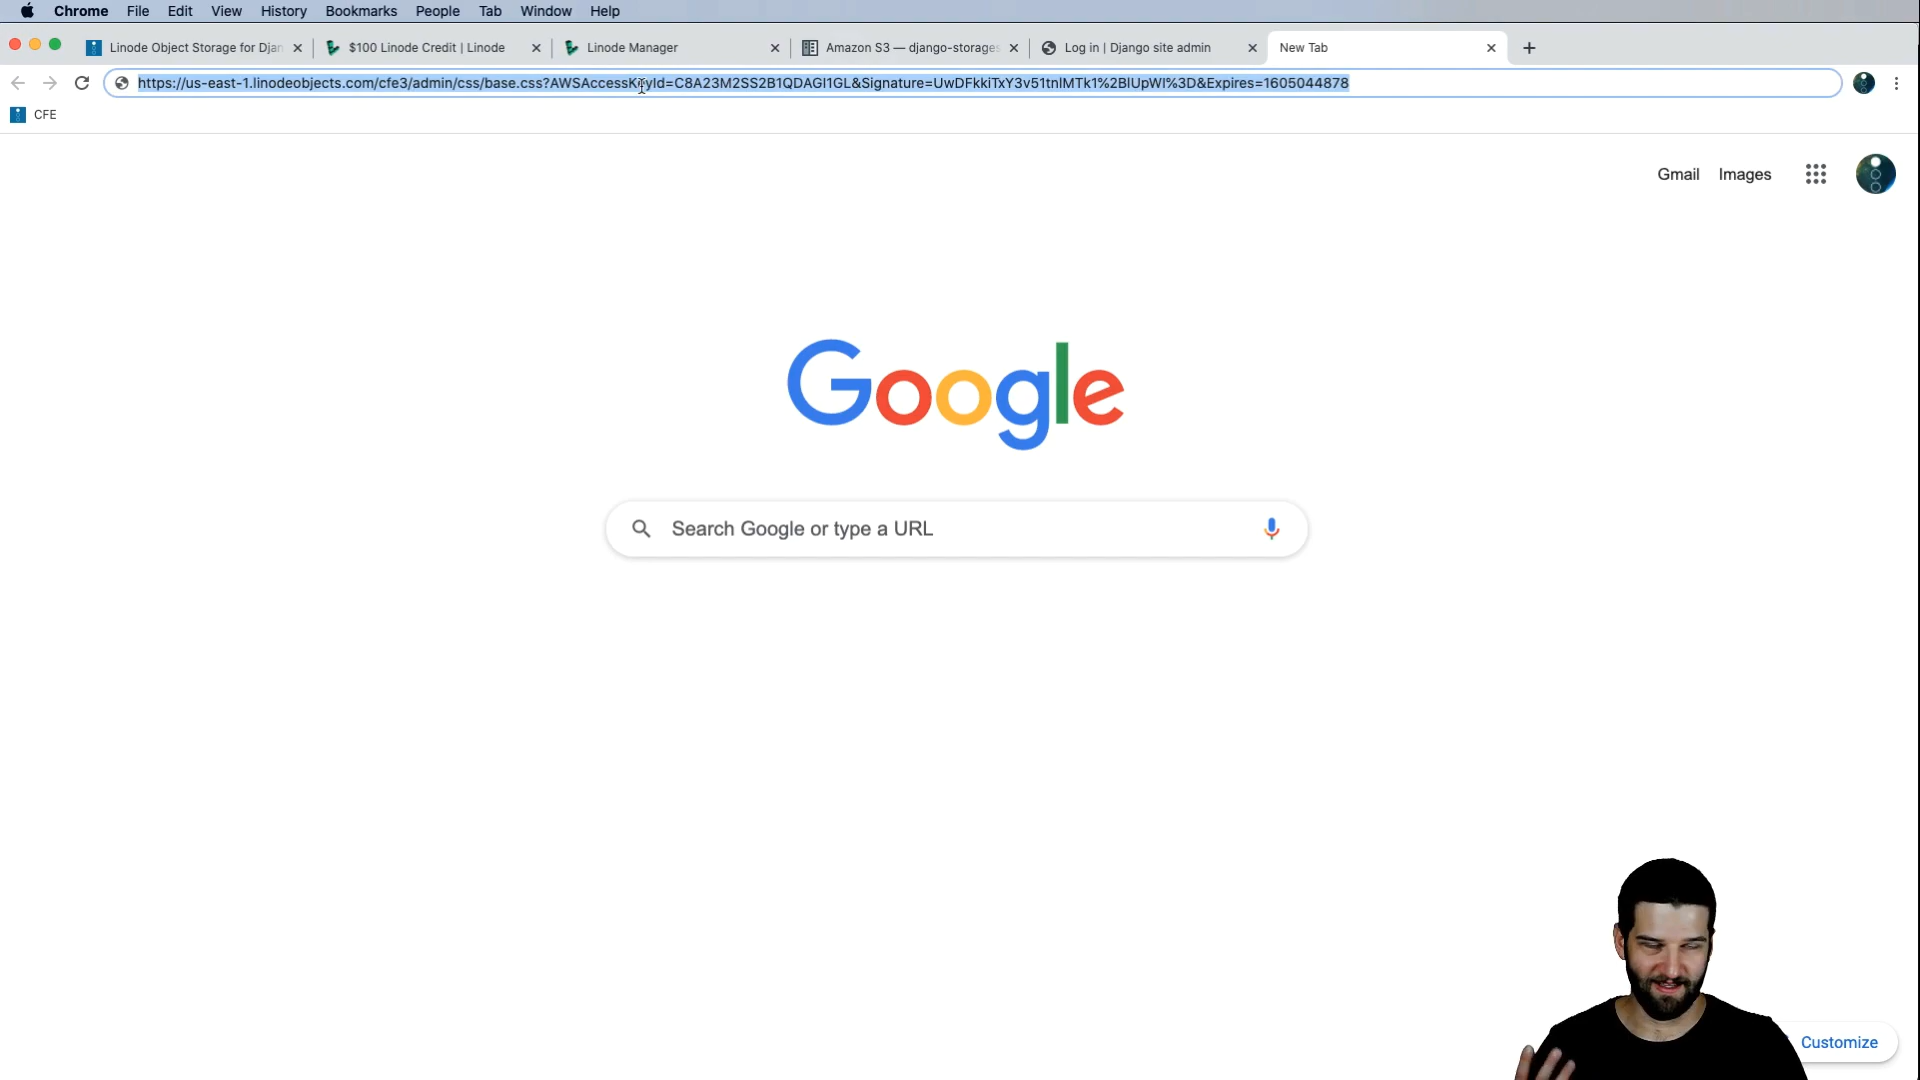 Chrome File Edit View History Bookmarks People Tab Window Help
Linode Object Storage for Djan $100 Linode Credit | Linode Linode Manager Amazon S3 — django-storages Log in | Django site admin New Tab
https://us-east-1.linodeobjects.com/cfe3/admin/css/base.css?AWSAccessKeyId=C8A23M2SS2B1QDAGI1GL&Signature=UwDFkkiTxY3v51tnlMTk1%2BlUpWI%3D&Expires=1605044878
CFE
Gmail Images
Google
Search Google or type a URL
Customize